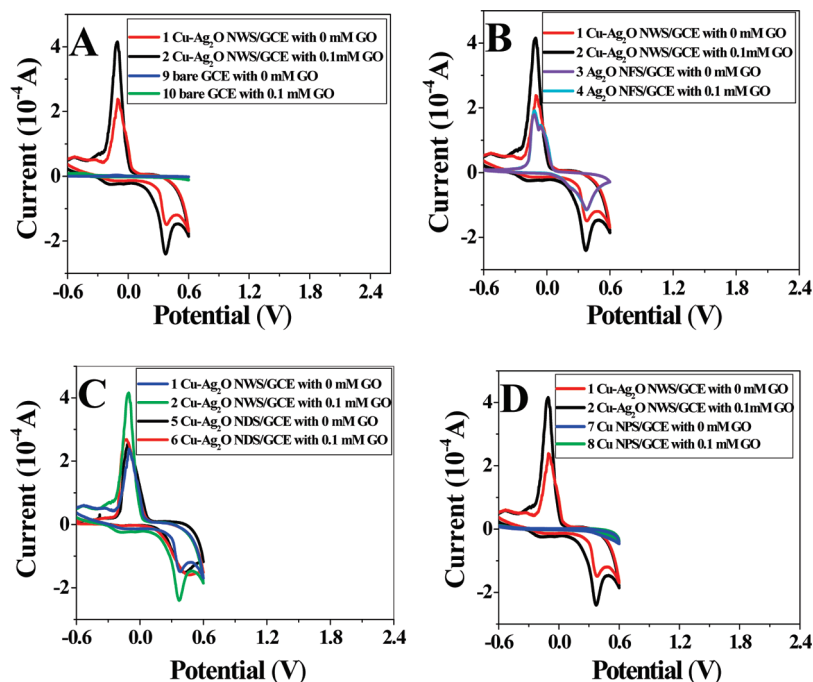 A
1 Cu-Ag2O NWS/GCE with 0 mM GO
2 Cu-Ag2O NWS/GCE with 0.1mM GO
9 bare GCE with 0 mM GO
10 bare GCE with 0.1 mM GO
Current (10-4A)
4
2
0
-2
-0.6 0.0 0.6 1.2 1.8 2.4
Potential (V)
B
1 Cu-Ag2O NWS/GCE with 0 mM GO
2 Cu-Ag2O NWS/GCE with 0.1mM GO
3 Ag2O NFS/GCE with 0 mM GO
4 Ag2O NFS/GCE with 0.1 mM GO
Current (10-4A)
4
2
0
-2
-0.6 0.0 0.6 1.2 1.8 2.4
Potential (V)
C
1 Cu-Ag2O NWS/GCE with 0 mM GO
2 Cu-Ag2O NWS/GCE with 0.1 mM GO
5 Cu-Ag2O NDS/GCE with 0 mM GO
6 Cu-Ag2O NDS/GCE with 0.1 mM GO
Current (10-4A)
4
2
0
-2
-0.6 0.0 0.6 1.2 1.8 2.4
Potential (V)
D
1 Cu-Ag2O NWS/GCE with 0 mM GO
2 Cu-Ag2O NWS/GCE with 0.1mM GO
7 Cu NPS/GCE with 0 mM GO
8 Cu NPS/GCE with 0.1 mM GO
Current (10-4A)
4
2
0
-2
-0.6 0.0 0.6 1.2 1.8 2.4
Potential (V)